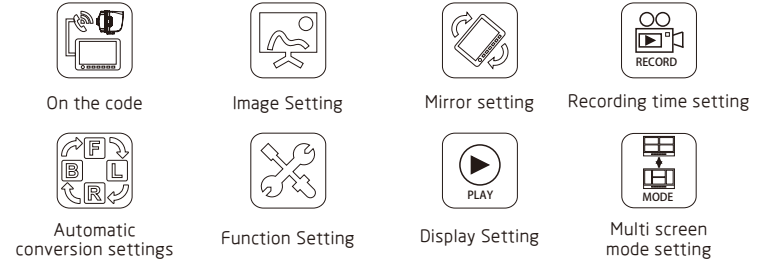 RECORD
On the code
Image Setting
Mirror setting
Recording time setting
F
B
L
R
PLAY
MODE
Automatic
conversion settings
Function Setting
Display Setting
Multi screen
mode setting